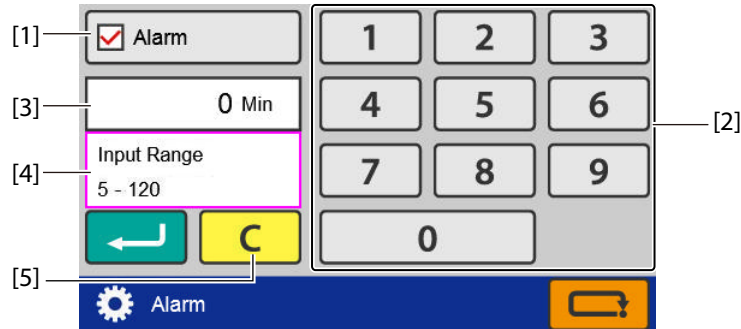 [1]
Alarm
1 2 3
[3]
0 Min
4 5 6
[2]
[4]
Input Range
5 - 120
7 8 9
C
0
[5]
Alarm